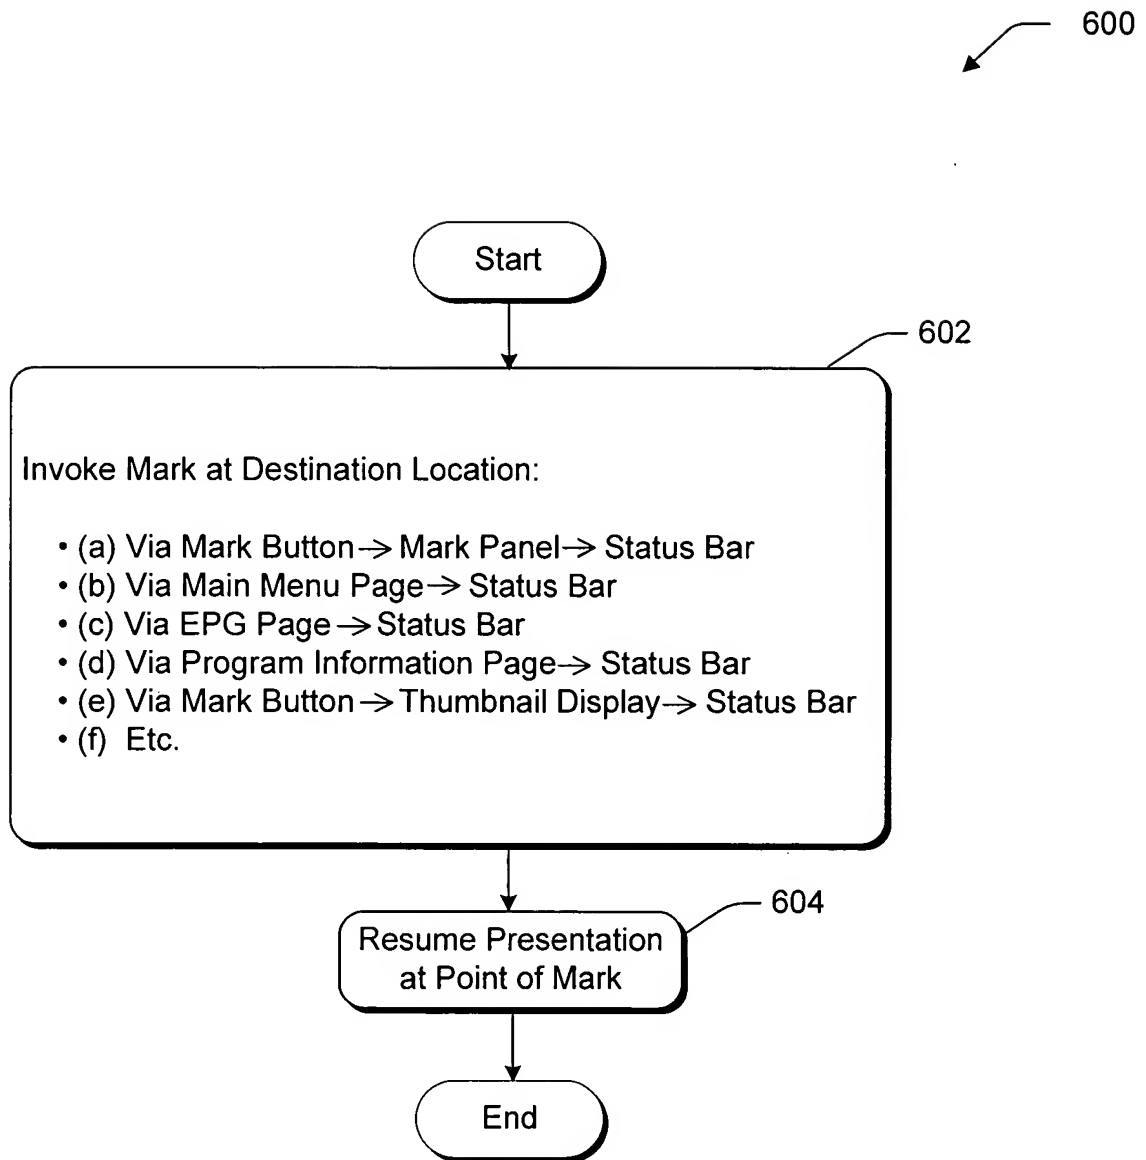 600
Start
602
Invoke Mark at Destination Location:
• (a) Via Mark Button→ Mark Panel→ Status Bar
• (b) Via Main Menu Page→ Status Bar
• (c) Via EPG Page→ Status Bar
• (d) Via Program Information Page→ Status Bar
• (e) Via Mark Button→ Thumbnail Display→ Status Bar
• (f) Etc.
604
Resume Presentation
at Point of Mark
End